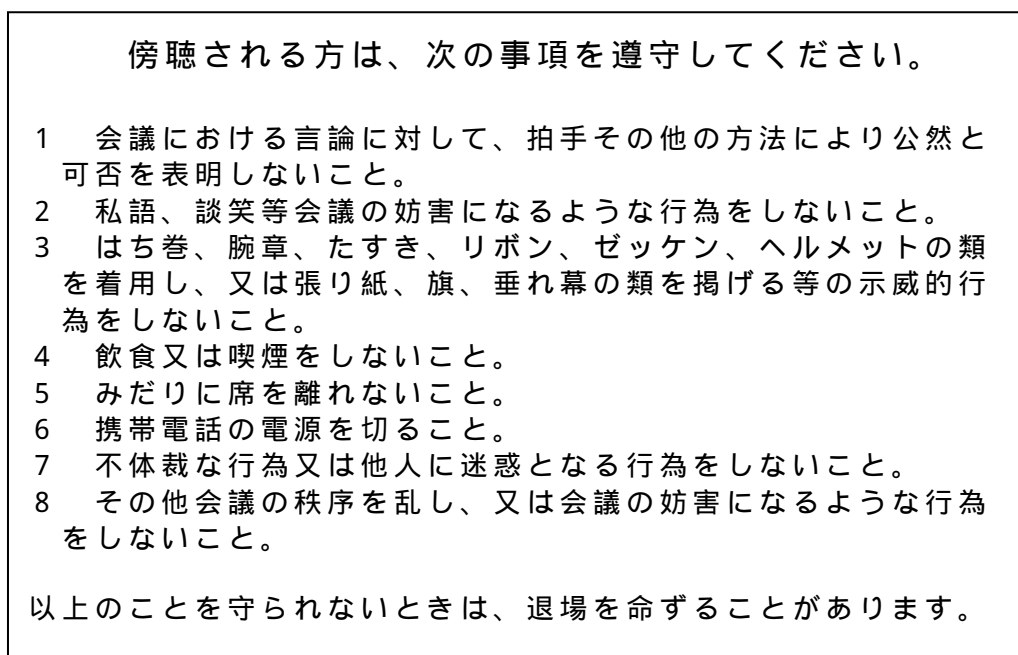 傍聴される方は、次の事項を遵守してください。
1　会議における言論に対して、拍手その他の方法により公然と
可否を表明しないこと。
2　私語、談笑等会議の妨害になるような行為をしないこと。
3　はち巻、腕章、たすき、リボン、ゼッケン、ヘルメットの類
を着用し、又は張り紙、旗、垂れ幕の類を掲げる等の示威的行
為をしないこと。
4　飲食又は喫煙をしないこと。
5　みだりに席を離れないこと。
6　携帯電話の電源を切ること。
7　不体裁な行為又は他人に迷惑となる行為をしないこと。
8　その他会議の秩序を乱し、又は会議の妨害になるような行為
をしないこと。
以上のことを守られないときは、退場を命ずることがあります。